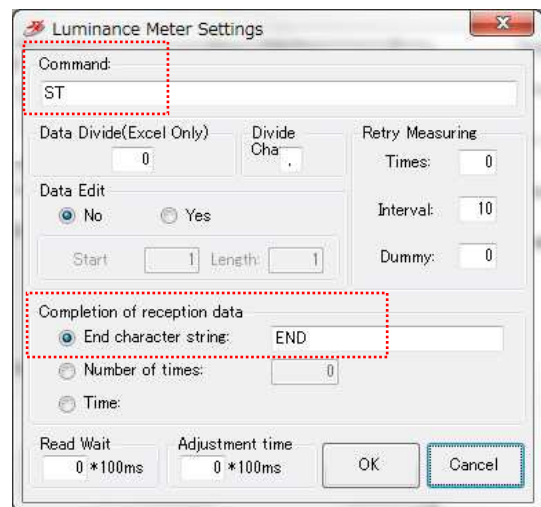 Luminance Meter Settings
Command:
ST
Data Divide(Excel Only)
0
Divide
Cha
,
Retry Measuring
Times: 0
Interval: 10
Dummy: 0
Data Edit
No Yes
Start 1 Length: 1
Completion of reception data
End character string: END
Number of times: 0
Time:
Read Wait
0 *100ms
Adjustment time
0 *100ms
OK
Cancel